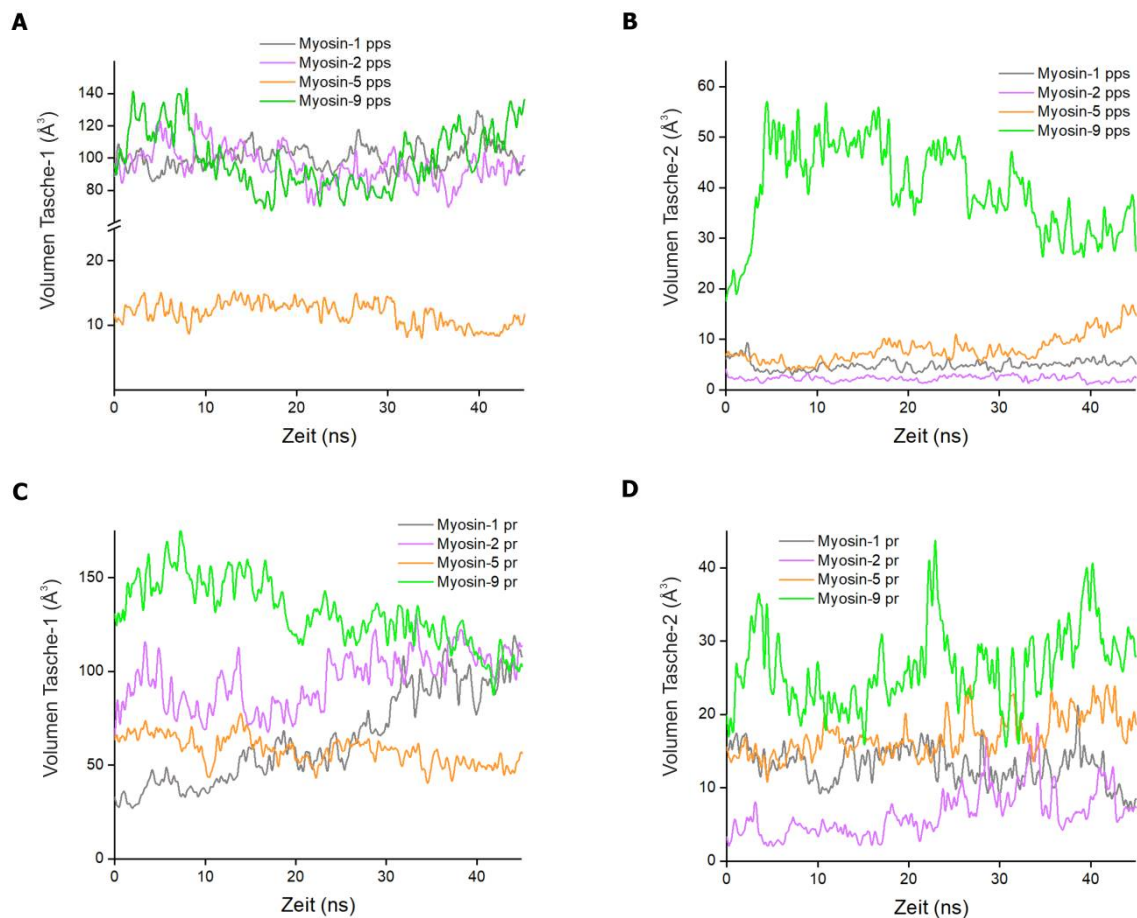 A
Myosin-1 pps
Myosin-2 pps
Myosin-5 pps
Myosin-9 pps
Volumen Tasche-1 (Å³)
140
120
100
80
20
10
0
10
20
30
40
Zeit (ns)
B
Myosin-1 pps
Myosin-2 pps
Myosin-5 pps
Myosin-9 pps
Volumen Tasche-2 (Å³)
60
50
40
30
20
10
0
0
10
20
30
40
Zeit (ns)
C
Myosin-1 pr
Myosin-2 pr
Myosin-5 pr
Myosin-9 pr
Volumen Tasche-1 (Å³)
150
100
50
0
0
10
20
30
40
Zeit (ns)
D
Myosin-1 pr
Myosin-2 pr
Myosin-5 pr
Myosin-9 pr
Volumen Tasche-2 (Å³)
40
30
20
10
0
0
10
20
30
40
Zeit (ns)